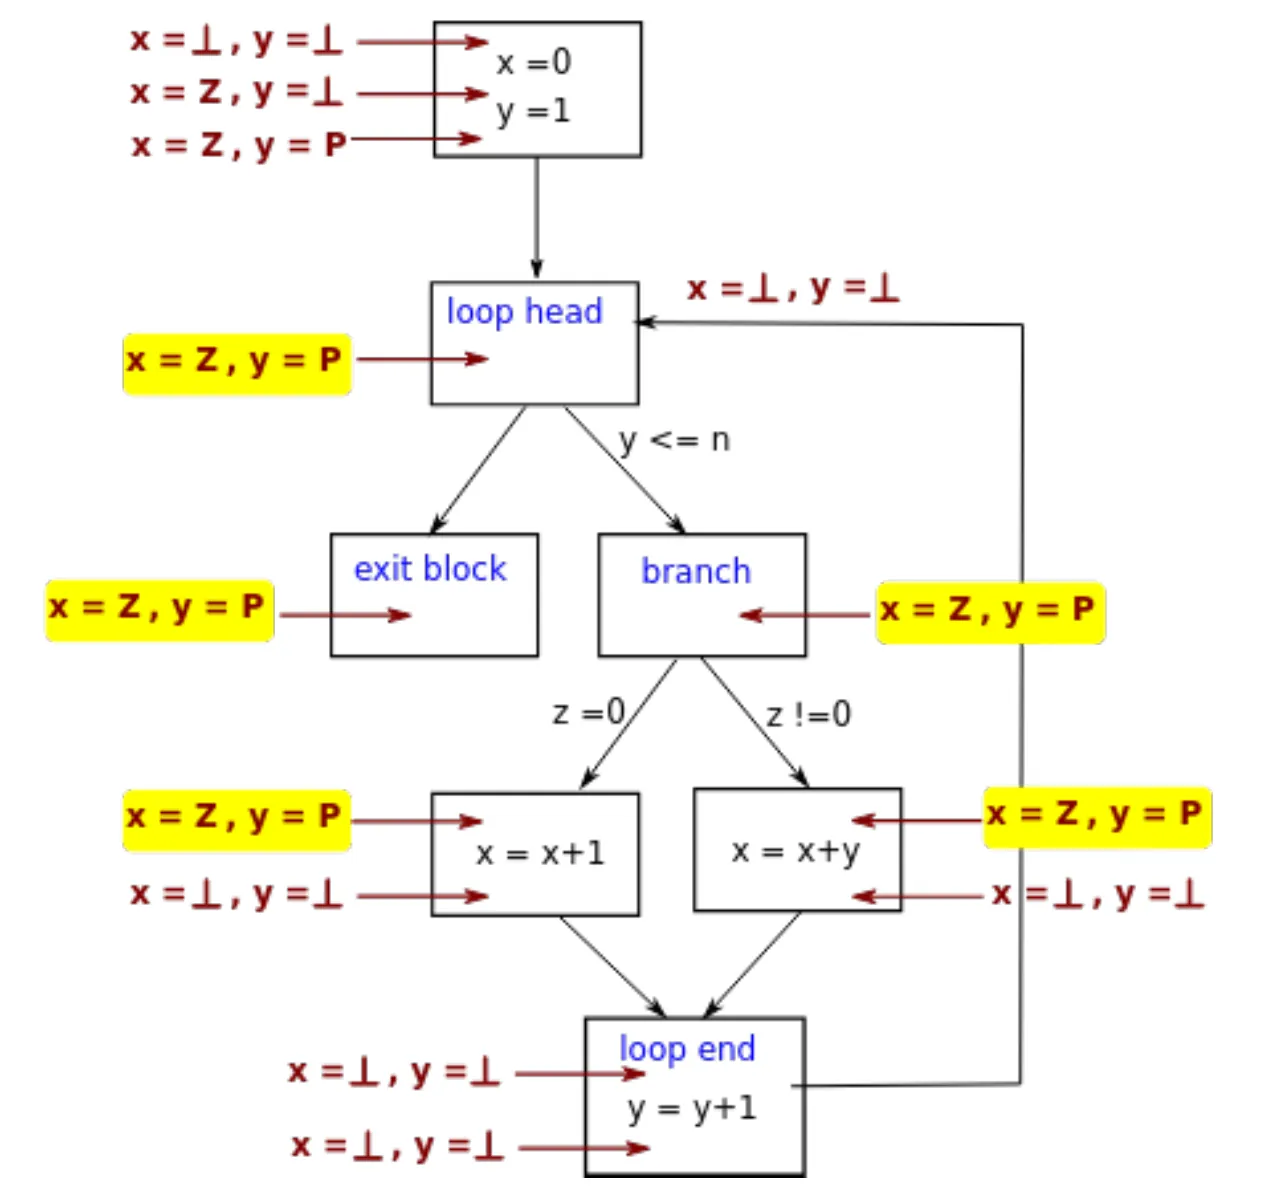 x =⊥, y =⊥
x =0
x = Z, y =⊥
y =1
x = Z, y = P
x =⊥, y =⊥
loop head
x = Z, y = P
y <= n
exit block
branch
x = Z, y = P
x = Z, y = P
z =0
z !=0
x = Z, y = P
x = Z, y = P
x = x+1
x = x+y
x =⊥, y =⊥
x =⊥, y =⊥
loop end
x =⊥, y =⊥
y = y+1
x =⊥, y =⊥